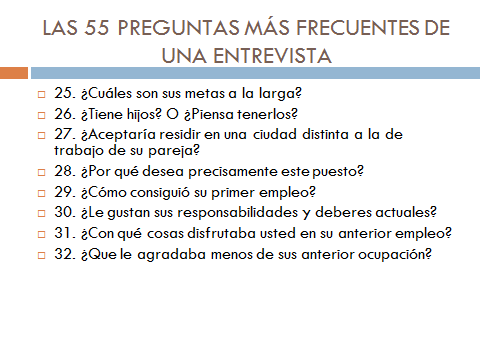 LAS 55 PREGUNTAS MÁS FRECUENTES DE
UNA ENTREVISTA
25. ¿Cuáles son sus metas a la larga?
26. ¿Tiene hijos? O ¿Piensa tenerlos?
27. ¿Aceptaría residir en una ciudad distinta a la de
trabajo de su pareja?
28. ¿Por qué desea precisamente este puesto?
29. ¿Cómo consiguió su primer empleo?
30. ¿Le gustan sus responsabilidades y deberes actuales?
31. ¿Con qué cosas disfrutaba usted en su anterior empleo?
32. ¿Que le agradaba menos de sus anterior ocupación?